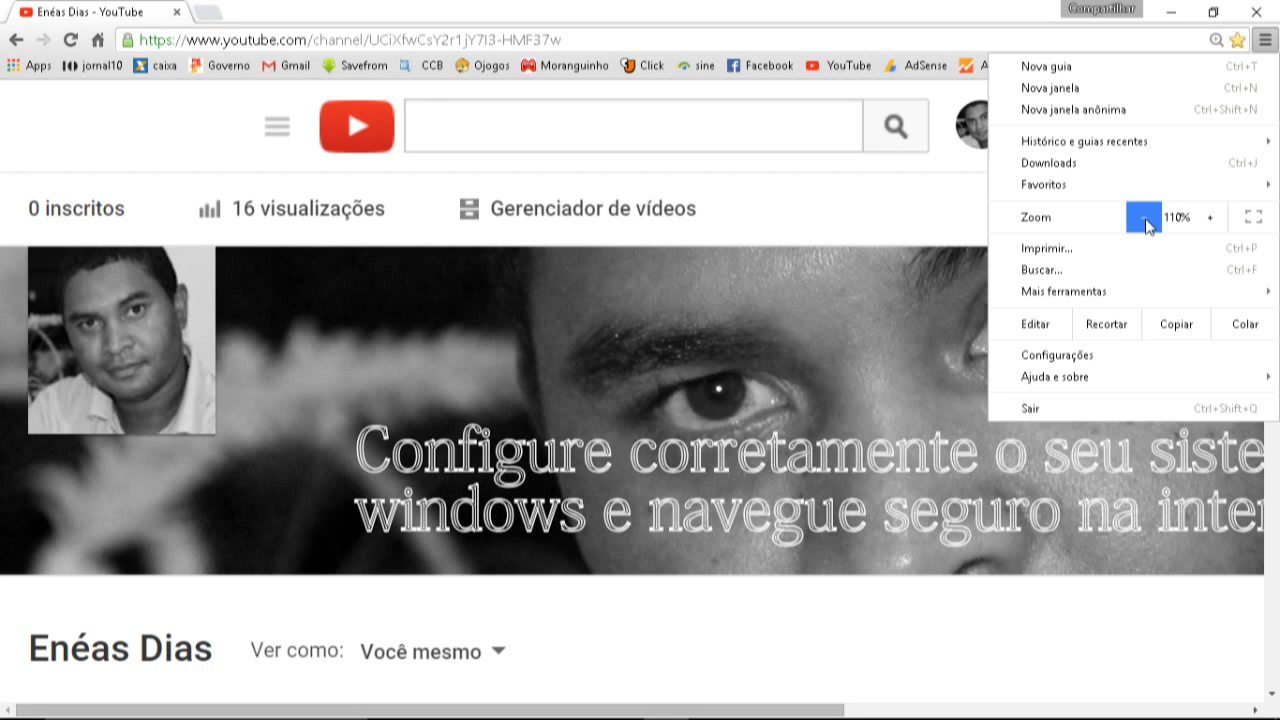 Enéas Dias - YouTube
Compartilhar
https://www.youtube.com/channel/UCiXfwCsY2r1jY7I3-HMF37w
Apps jornal10 caixa Governo Gmail Savefrom CCB Ojogos Moranguinho Click sine Facebook YouTube AdSense A
Nova guia Ctrl+T
Nova janela Ctrl+N
Nova janela anônima Ctrl+Shift+N
Histórico e guias recentes
Downloads Ctrl+J
Favoritos
Zoom - 110% +
Imprimir... Ctrl+P
Buscar... Ctrl+F
Mais ferramentas
Editar Recortar Copiar Colar
Configurações
Ajuda e sobre
Sair Ctrl+Shift+Q
0 inscritos 16 visualizações Gerenciador de vídeos
Configure corretamente o seu siste
windows e navegue seguro na inter
Enéas Dias Ver como: Você mesmo